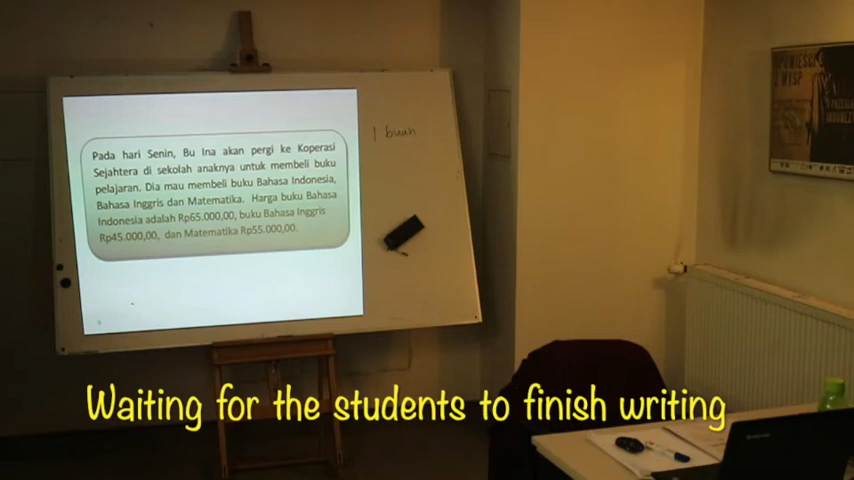 Pada hari Senin, Bu Ina akan pergi ke Koperasi
Sejahtera di sekolah anaknya untuk membeli buku
pelajaran. Dia mau membeli buku Bahasa Indonesia,
Bahasa Inggris dan Matematika. Harga buku Bahasa
Indonesia adalah Rp65.000,00, buku Bahasa Inggris
Rp45.000,00, dan Matematika Rp55.000,00.
1 buah
Waiting for the students to finish writing